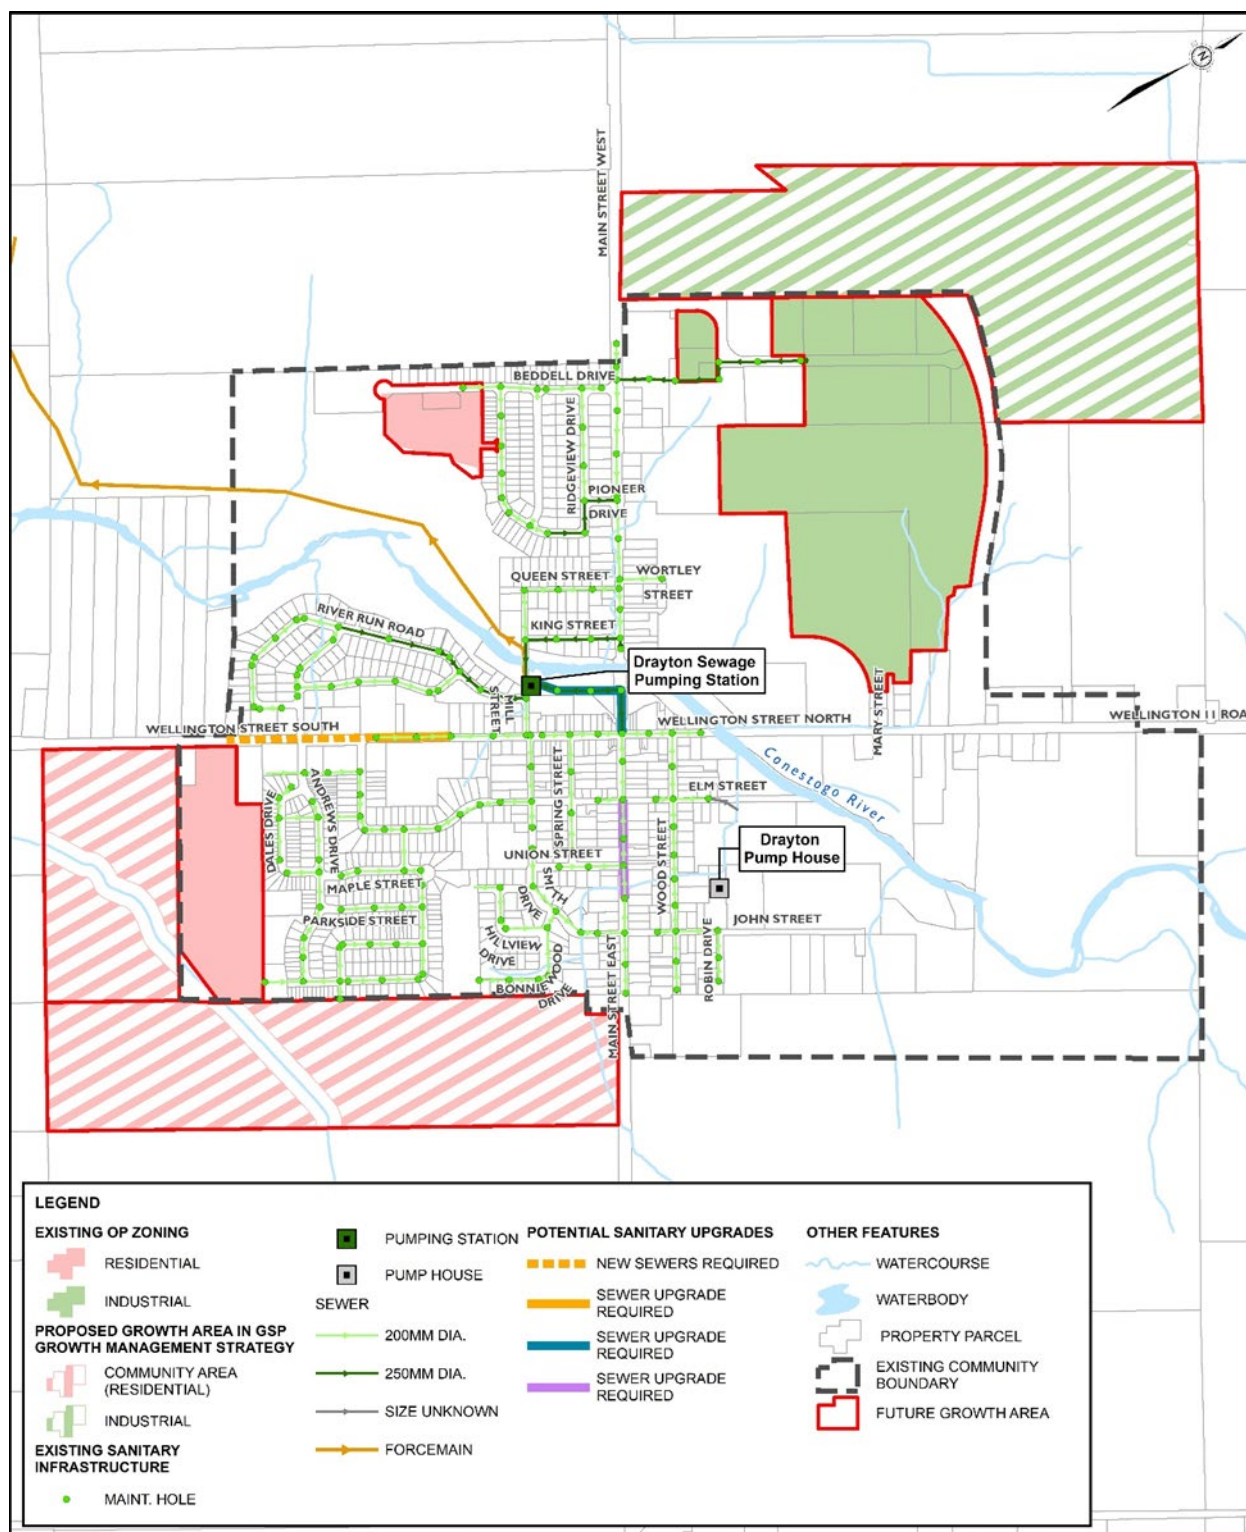 N
MAIN STREET WEST
BEDDELL DRIVE
RIDGEVIEW DRIVE
PIONEER
DRIVE
QUEEN STREET
WORTLEY
STREET
KING STREET
RIVER RUN ROAD
Drayton Sewage
Pumping Station
MILL
STREET
MARY STREET
WELLINGTON STREET SOUTH
WELLINGTON STREET NORTH
WELLINGTON 11 ROA
Conestogo River
DALES DRIVE
ANDREWS DRIVE
SPRING STREET
ELM STREET
WOOD STREET
Drayton
Pump House
UNION STREET
MAPLE STREET
PARKSIDE STREET
SMITH
DRIVE
HILLVIEW
DRIVE
BONNIEWOOD
DRIVE
MAIN STREET EAST
ROBIN DRIVE
JOHN STREET
LEGEND
EXISTING OP ZONING
RESIDENTIAL
INDUSTRIAL
PROPOSED GROWTH AREA IN GSP
GROWTH MANAGEMENT STRATEGY
COMMUNITY AREA
(RESIDENTIAL)
INDUSTRIAL
EXISTING SANITARY
INFRASTRUCTURE
MAINT. HOLE
PUMPING STATION
PUMP HOUSE
SEWER
200MM DIA.
250MM DIA.
SIZE UNKNOWN
FORCEMAIN
POTENTIAL SANITARY UPGRADES
NEW SEWERS REQUIRED
SEWER UPGRADE
REQUIRED
SEWER UPGRADE
REQUIRED
SEWER UPGRADE
REQUIRED
OTHER FEATURES
WATERCOURSE
WATERBODY
PROPERTY PARCEL
EXISTING COMMUNITY
BOUNDARY
FUTURE GROWTH AREA